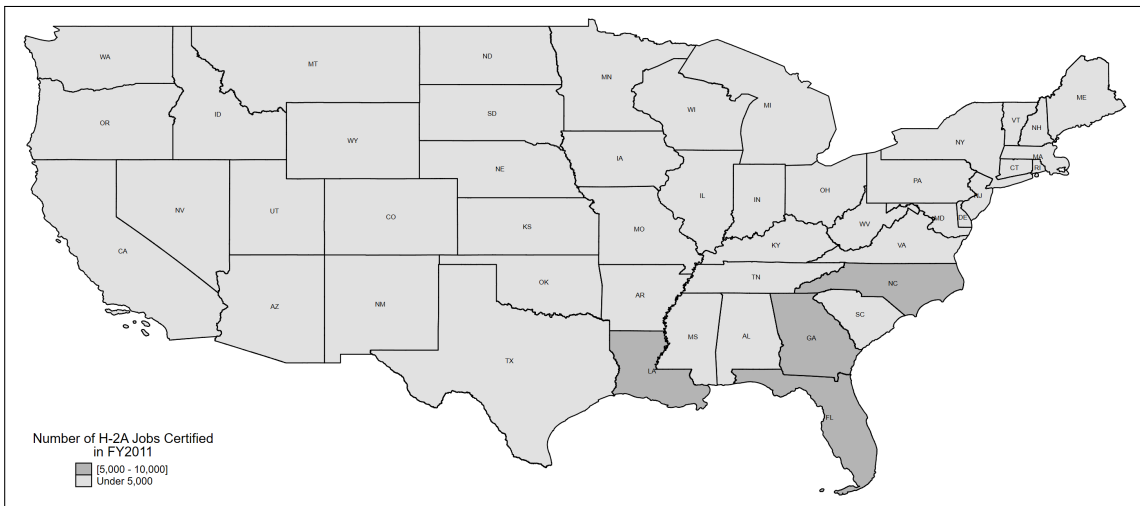 WA
MT
ND
MN
ME
OR
ID
SD
WI
MI
VT
NH
NY
WY
MA
IA
CT
RI
NE
PA
NV
UT
CO
IL
IN
OH
NJ
KS
MO
WV
MD
DE
CA
KY
VA
OK
TN
NC
AZ
NM
AR
SC
MS
AL
GA
TX
LA
FL
Number of H-2A Jobs Certified
in FY2011
[5,000 - 10,000]
Under 5,000